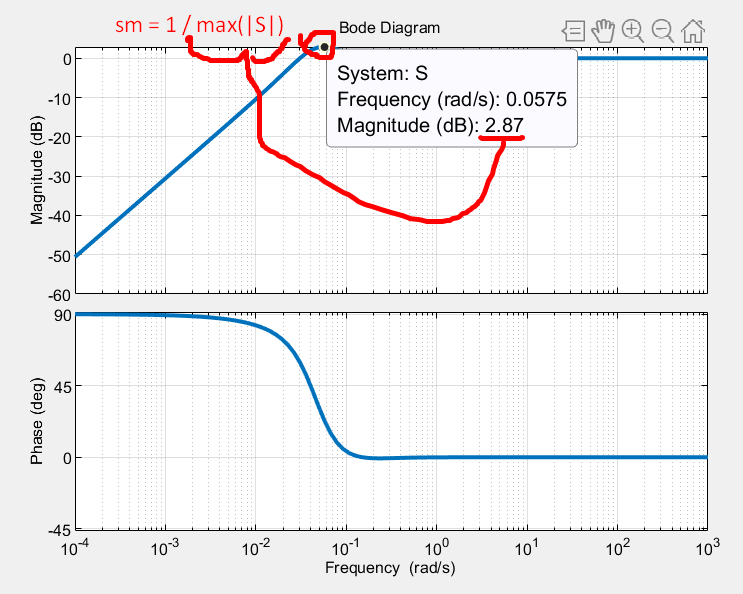 sm = 1 / max(|S|)
Bode Diagram
System: S
Frequency (rad/s): 0.0575
Magnitude (dB): 2.87
Magnitude (dB)
0
-10
-20
-30
-40
-50
-60
Phase (deg)
90
45
0
-45
10^-4 10^-3 10^-2 10^-1 10^0 10^1 10^2 10^3
Frequency (rad/s)